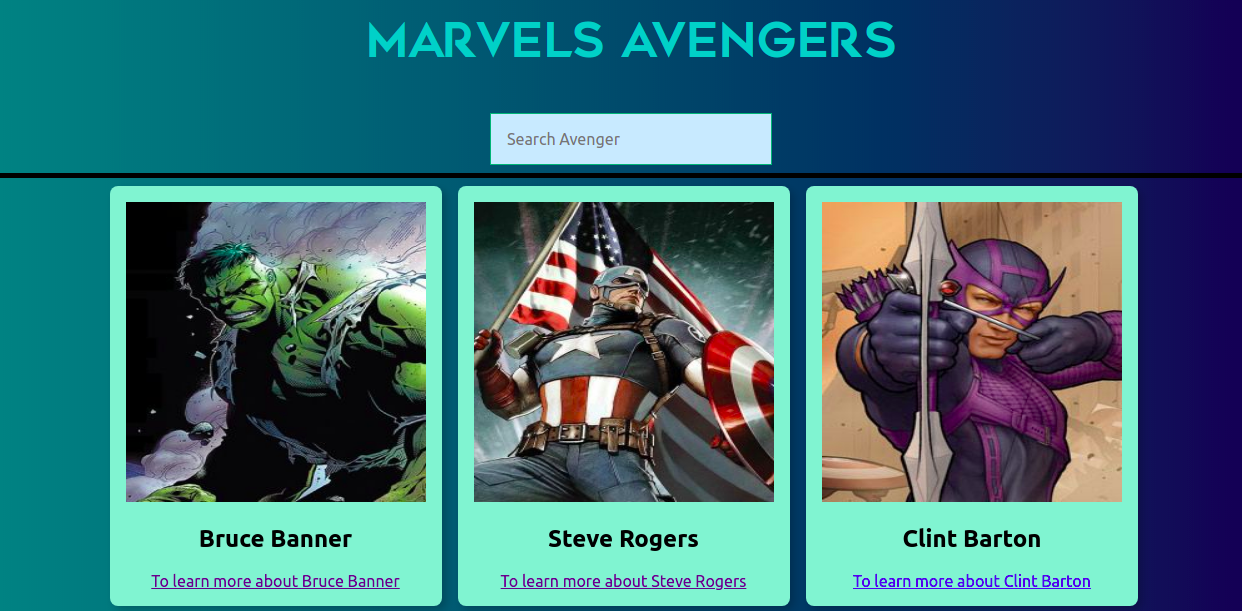 MARVELS AVENGERS
Search Avenger
Bruce Banner
Steve Rogers
Clint Barton
To learn more about Bruce Banner
To learn more about Steve Rogers
To learn more about Clint Barton